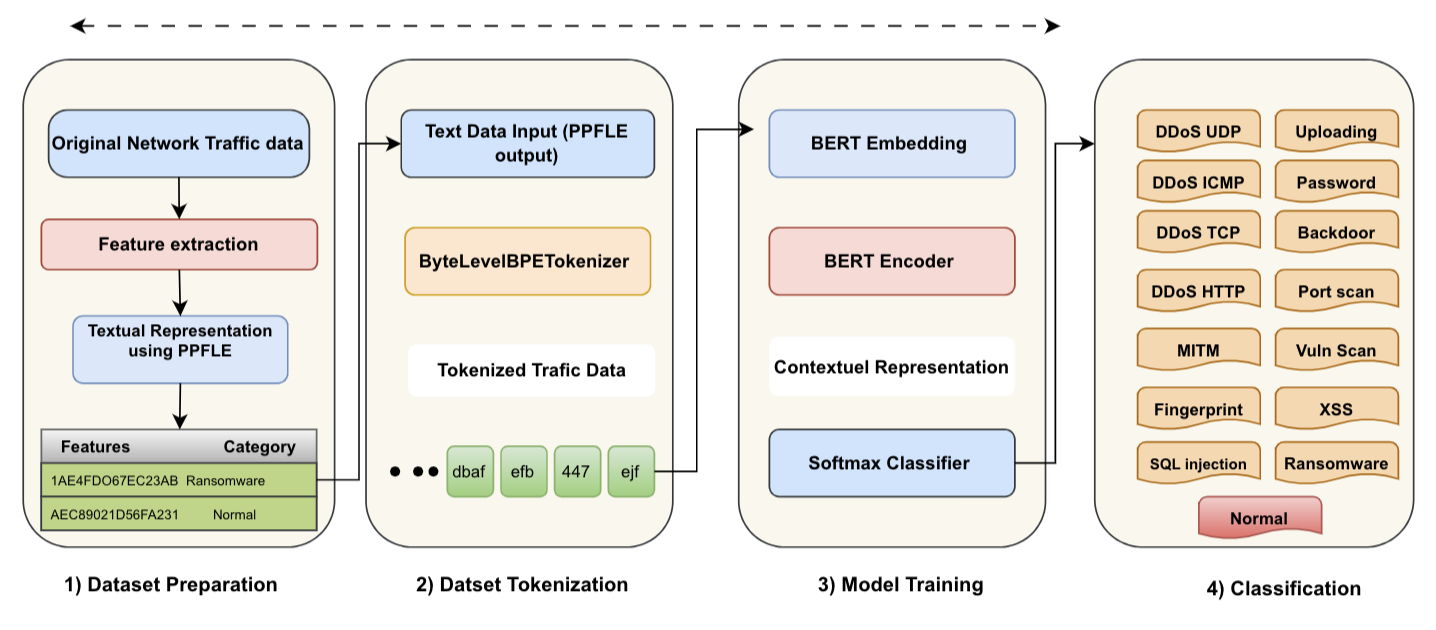 Original Network Traffic data
Feature extraction
Textual Representation
using PPFLE
Features Category
1AE4FDO67EC23AB Ransomware
AEC89021D56FA231 Normal
1) Dataset Preparation
Text Data Input (PPFLE
output)
ByteLevelBPETokenizer
Tokenized Trafic Data
dbaf efb 447 ejf
2) Datset Tokenization
BERT Embedding
BERT Encoder
Contextuel Representation
Softmax Classifier
3) Model Training
DDoS UDP Uploading
DDoS ICMP Password
DDoS TCP Backdoor
DDoS HTTP Port scan
MITM Vuln Scan
Fingerprint XSS
SQL injection Ransomware
Normal
4) Classification